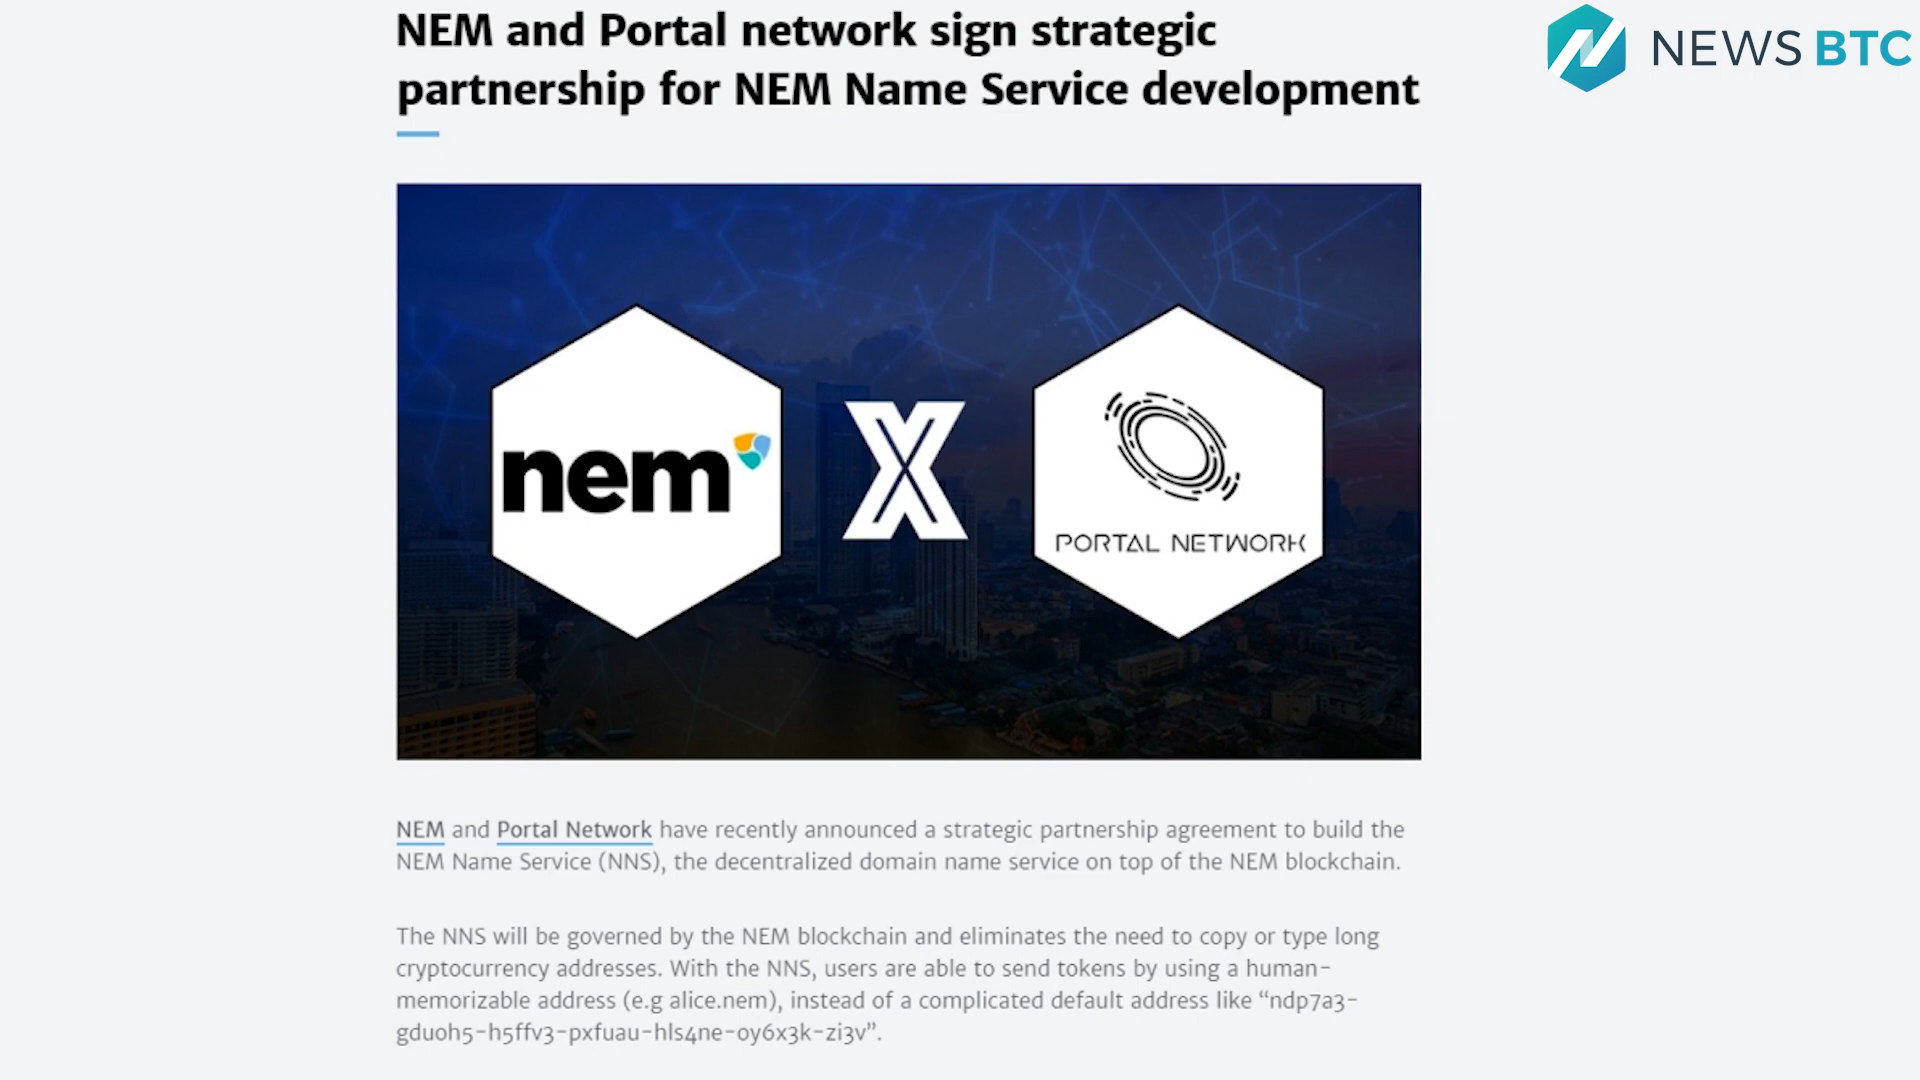 NEM and Portal network sign strategic
partnership for NEM Name Service development
NEWS BTC
nem
X
PORTAL NETWORK
NEM and Portal Network have recently announced a strategic partnership agreement to build the
NEM Name Service (NNS), the decentralized domain name service on top of the NEM blockchain.
The NNS will be governed by the NEM blockchain and eliminates the need to copy or type long
cryptocurrency addresses. With the NNS, users are able to send tokens by using a human-
memorizable address (e.g alice.nem), instead of a complicated default address like “ndp7a3-
gduoh5-h5ffv3-pxfuau-hls4ne-oy6x3k-zi3v”.